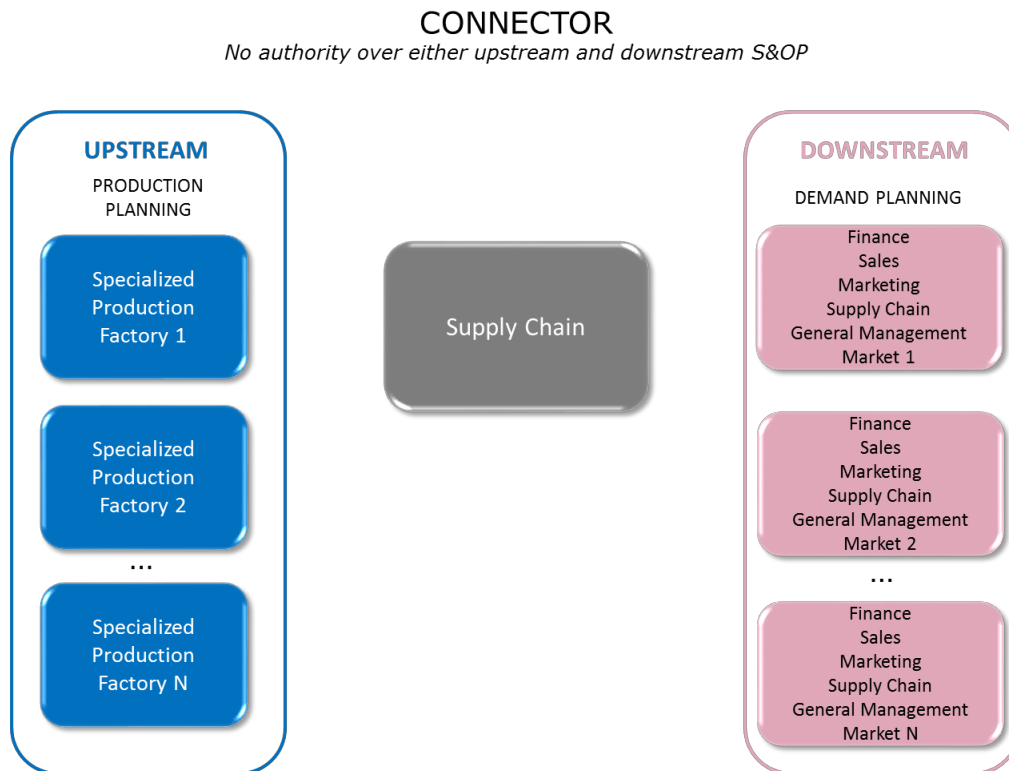 CONNECTOR
No authority over either upstream and downstream S&OP
UPSTREAM
PRODUCTION
PLANNING
Specialized
Production
Factory 1
Specialized
Production
Factory 2
...
Specialized
Production
Factory N
Supply Chain
DOWNSTREAM
DEMAND PLANNING
Finance
Sales
Marketing
Supply Chain
General Management
Market 1
Finance
Sales
Marketing
Supply Chain
General Management
Market 2
...
Finance
Sales
Marketing
Supply Chain
General Management
Market N